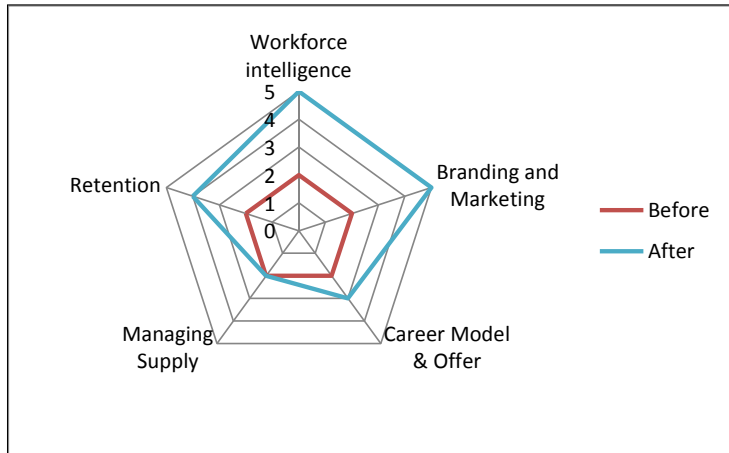 Workforce
intelligence
5
4
3
2
1
0
Retention
Branding and
Marketing
Before
After
Managing
Supply
Career Model
& Offer